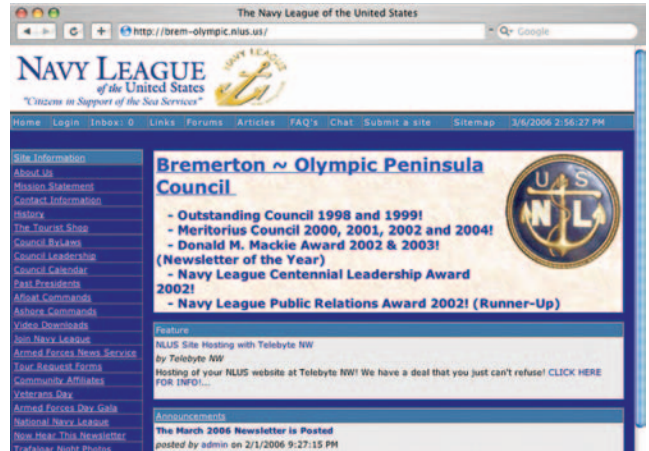 The Navy League of the United States
http://brem-olympic.nlus.us/
Google
NAVY LEAGUE
of the United States
"Citizens in Support of the Sea Services"
NAVY LEAGUE
Home Login Inbox: 0 Links Forums Articles FAQ's Chat Submit a site Sitemap 3/6/2006 2:56:27 PM
Site Information
About Us
Mission Statement
Contact Information
History
The Tourist Shop
Council ByLaws
Council Leadership
Council Calendar
Past Presidents
Afloat Commands
Ashore Commands
Video Downloads
Join Navy League
Armed Forces News Service
Tour Request Forms
Community Affiliates
Veterans Day
Armed Forces Day Gala
National Navy League
Now Hear This Newsletter
Trafalgar Night Photos
Bremerton ~ Olympic Peninsula
Council
- Outstanding Council 1998 and 1999!
- Meritorius Council 2000, 2001, 2002 and 2004!
- Donald M. Mackie Award 2002 & 2003!
(Newsletter of the Year)
- Navy League Centennial Leadership Award
2002!
- Navy League Public Relations Award 2002! (Runner-Up)
U S
N L
Feature
NLUS Site Hosting with Telebyte NW
by Telebyte NW
Hosting of your NLUS website at Telebyte NW! We have a deal that you just can't refuse! CLICK HERE
FOR INFO!...
Announcements
The March 2006 Newsletter is Posted
posted by admin on 2/1/2006 9:27:15 PM